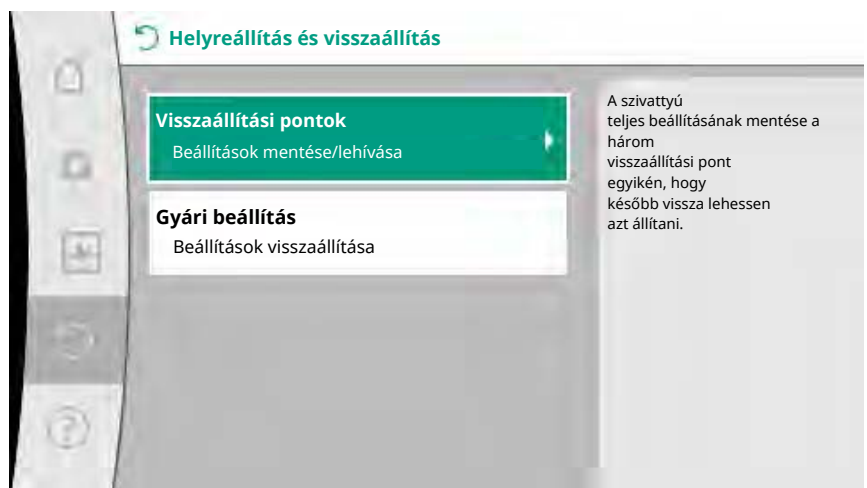 Helyreállítás és visszaállítás
Visszaállítási pontok
Beállítások mentése/lehívása
Gyári beállítás
Beállítások visszaállítása
A szivattyú
teljes beállításának mentése a
három
visszaállítási pont
egyikén, hogy
később vissza lehessen
azt állítani.